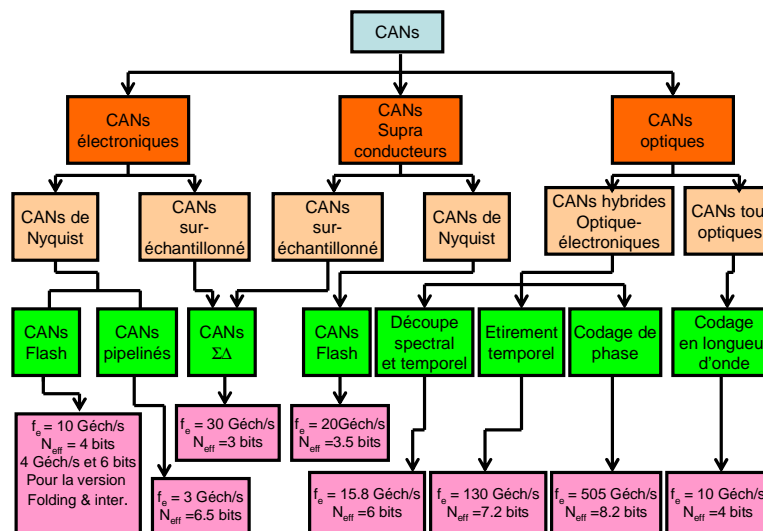 CANs
CANs
électroniques
CANs
Supra
conducteurs
CANs
optiques
CANs de
Nyquist
CANs
sur-
échantillonné
CANs
sur-
échantillonné
CANs de
Nyquist
CANs hybrides
Optique-
électroniques
CANs tout
optiques
CANs
Flash
CANs
pipelinés
CANs
ΣΔ
CANs
Flash
Découpe
spectral
et temporel
Etirement
temporel
Codage de
phase
Codage
en longueur
d'onde
fe = 10 Géch/s
Neff = 4 bits
4 Géch/s et 6 bits
Pour la version
Folding & inter.
fe = 3 Géch/s
Neff =6.5 bits
fe = 30 Géch/s
Neff =3 bits
fe = 20Géch/s
Neff =3.5 bits
fe = 15.8 Géch/s
Neff =6 bits
fe = 130 Géch/s
Neff =7.2 bits
fe = 505 Géch/s
Neff =8.2 bits
fe = 10 Géch/s
Neff =4 bits